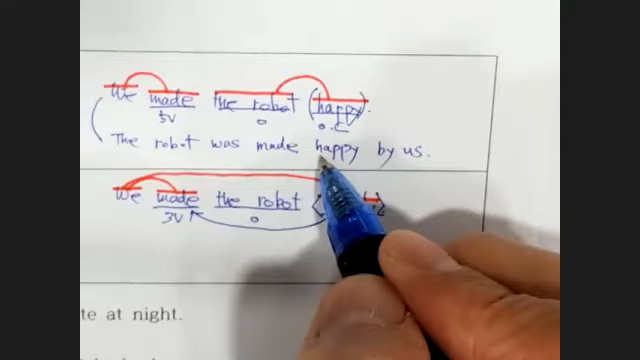 We made the robot (happy).
5V O O.C
The robot was made happy by us.
We made the robot < >
3V O
te at night.